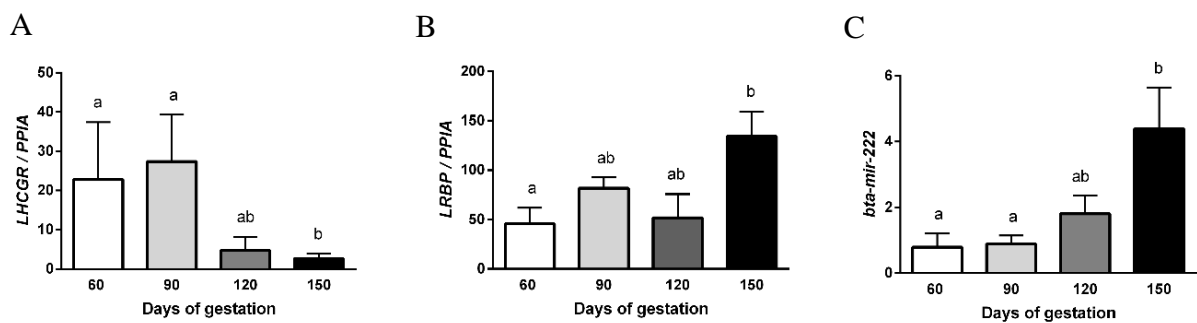 A
LHCGR / PPIA
50
40
30
20
10
0
a
a
ab
b
60 90 120 150
Days of gestation
B
LRBP / PPIA
200
150
100
50
0
a
ab
ab
b
60 90 120 150
Days of gestation
C
bta-mir-222
6
4
2
0
a
a
ab
b
60 90 120 150
Days of gestation